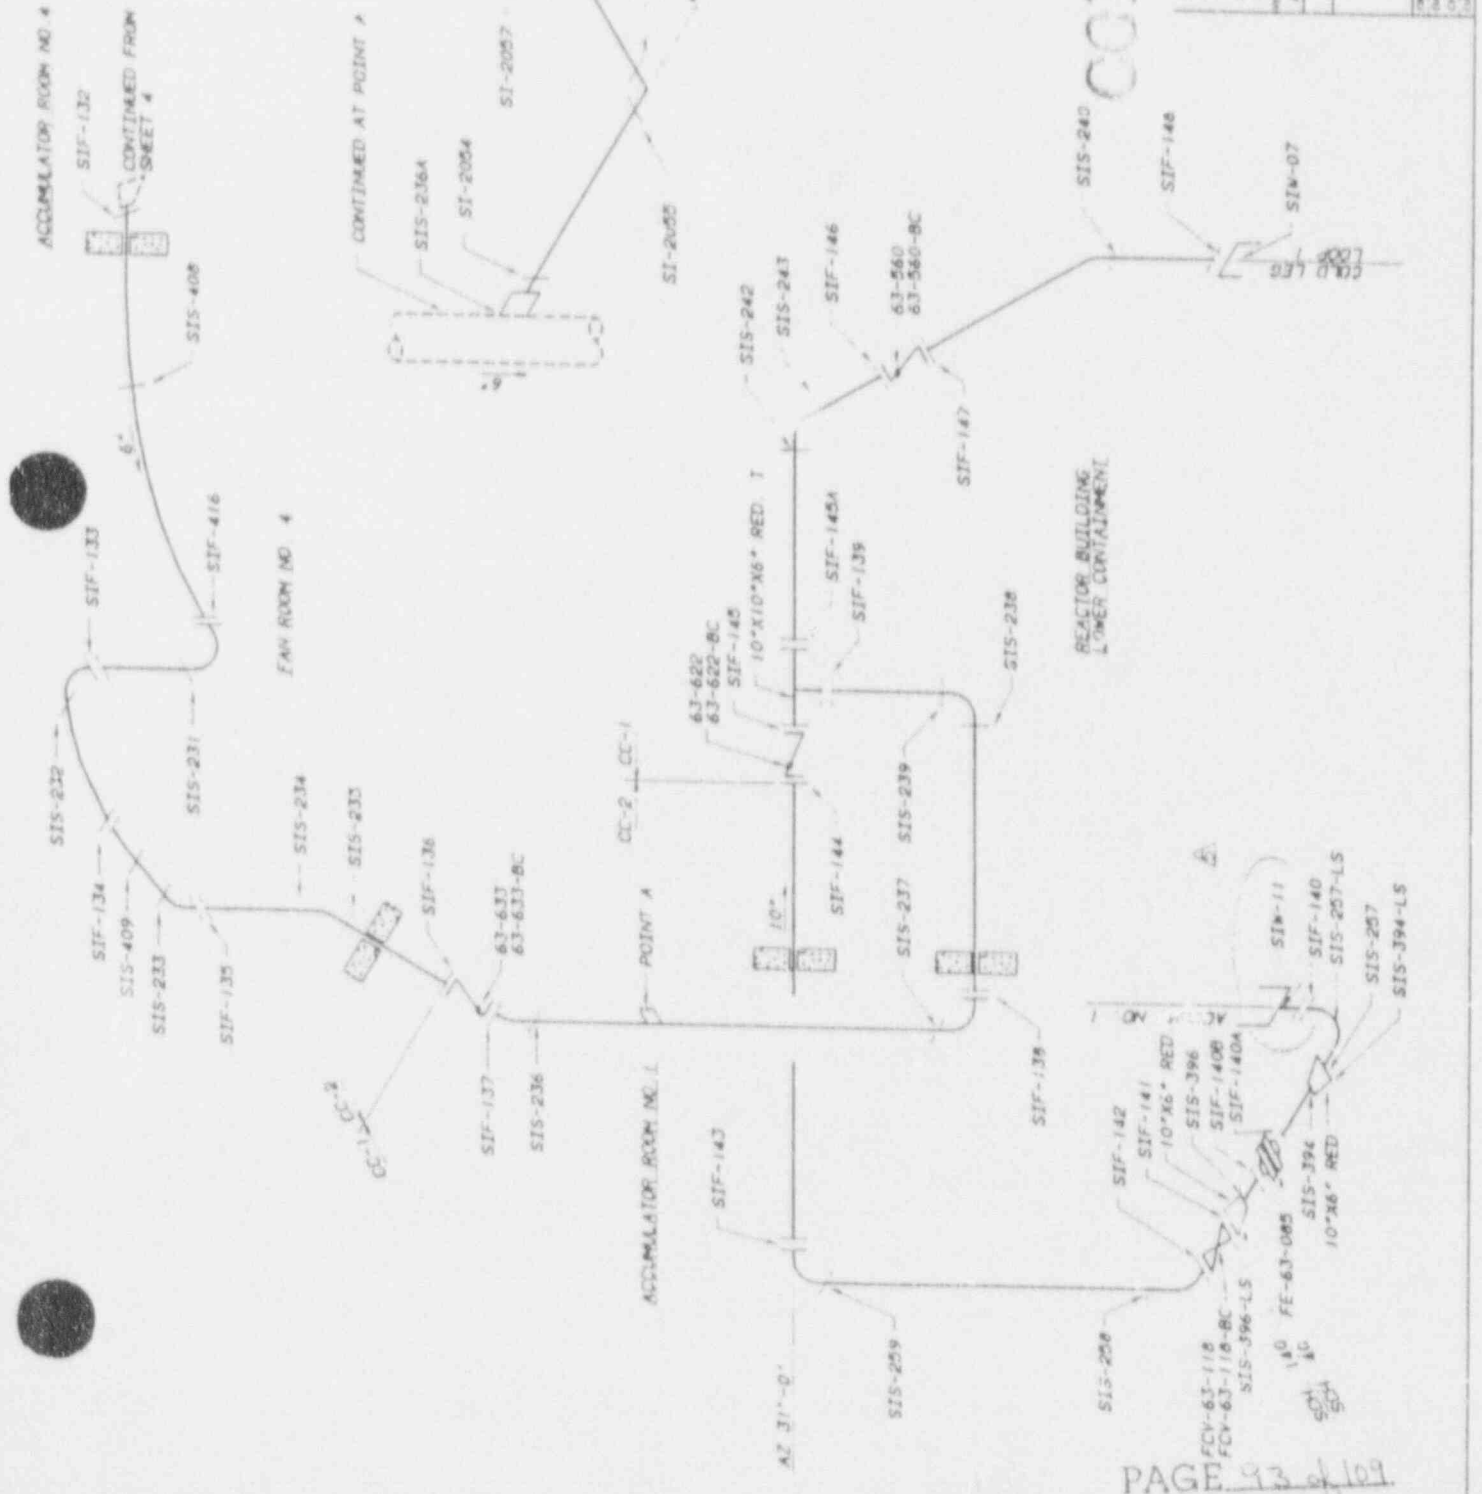 ACCUMULATOR ROOM NO. 4
SIF-132
CONTINUED FROM
SHEET 4
SIS-408
6"
SIF-133
SIF-416
FAN ROOM NO. 4
SIS-232
SIS-231
SIF-134
SIS-409
SIS-233
SIF-135
SIS-234
SIS-235
SIF-136
63-633
63-633-BC
CC-1
CC-2
SIF-137
SIS-236
POINT A
CONTINUED AT POINT A
SIS-236A
SI-2054
SI-2057
SI-2055
6"
ACCUMULATOR ROOM NO. 1
CC-2
CC-1
63-622
63-622-BC
SIF-145
10"X10"X6" RED. T
SIF-145A
SIF-139
SIS-242
SIS-243
SIF-146
63-560
63-560-BC
SIF-147
SIS-240
SIF-148
SIW-07
COLD LEG
LOOP 1
10"
SIF-144
SIS-237
SIS-239
SIS-238
REACTOR BUILDING
LOWER CONTAINMENT
SIF-138
SIF-143
AZ 31°-0'
SIS-259
SIS-258
SIF-142
SIF-141
10"X6" RED
SIS-396
SIF-140B
SIF-140A
SIW-11
SIF-140
SIS-257-LS
SIS-257
SIS-394-LS
SIS-394
10"X6" RED
FE-63-085
FCV-63-118
FCV-63-118-BC
SIS-396-LS
PAGE 93 of 109